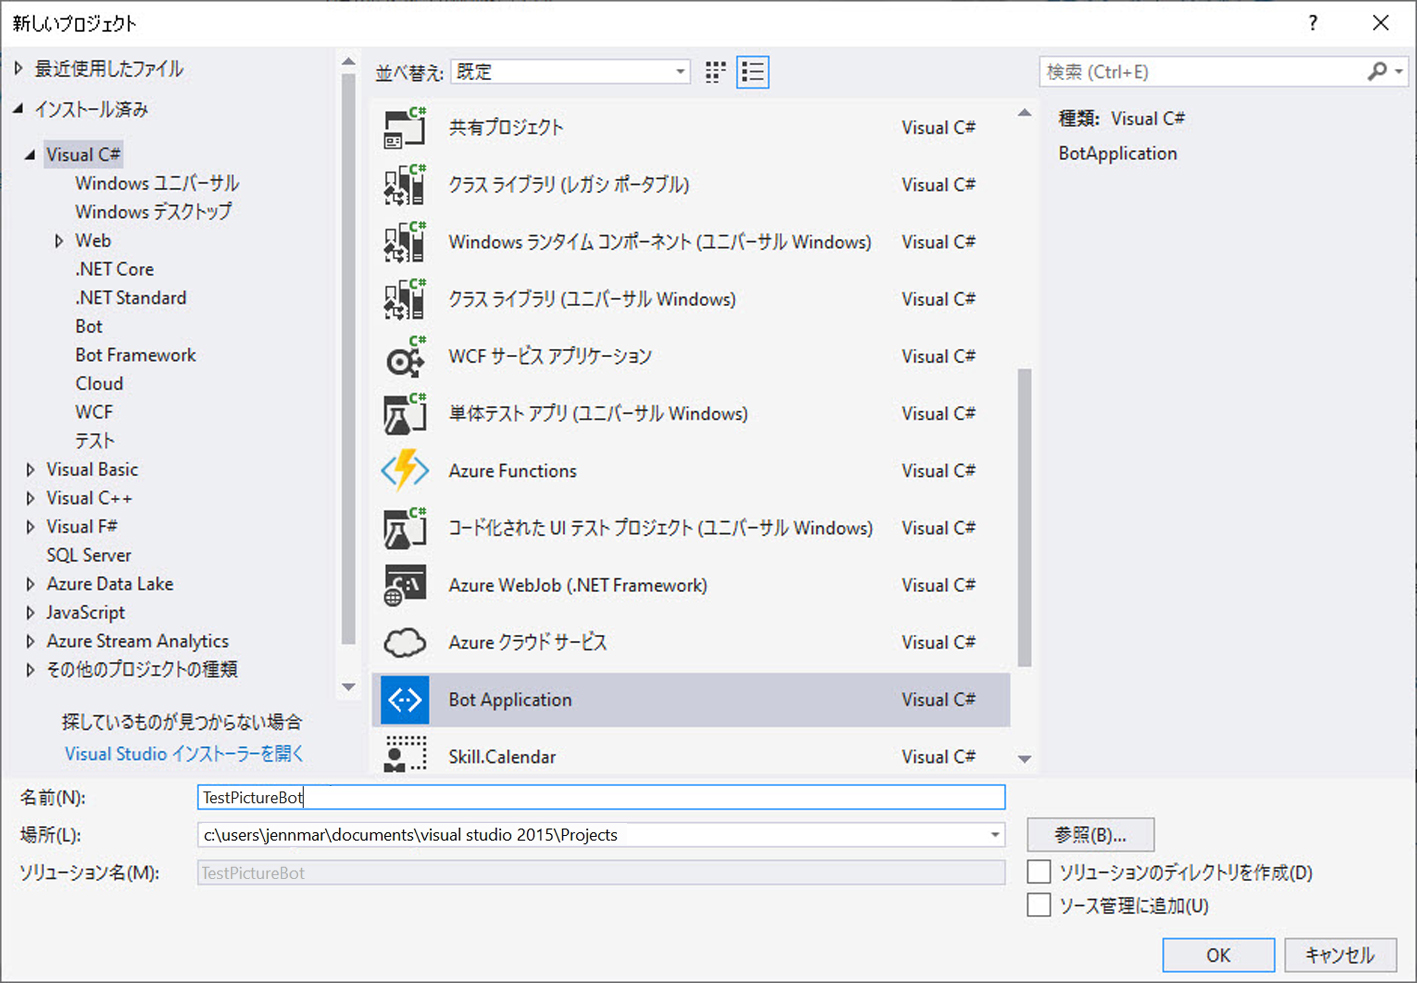 新しいプロジェクト
?
最近使用したファイル
インストール済み
Visual C#
Windows ユニバーサル
Windows デスクトップ
Web
.NET Core
.NET Standard
Bot
Bot Framework
Cloud
WCF
テスト
Visual Basic
Visual C++
Visual F#
SQL Server
Azure Data Lake
JavaScript
Azure Stream Analytics
その他のプロジェクトの種類
探しているものが見つからない場合
Visual Studio インストーラーを開く
並べ替え: 既定
C# 共有プロジェクト Visual C#
C# クラス ライブラリ (レガシ ポータブル) Visual C#
C# Windows ランタイム コンポーネント (ユニバーサル Windows) Visual C#
C# クラス ライブラリ (ユニバーサル Windows) Visual C#
C# WCF サービス アプリケーション Visual C#
C# 単体テスト アプリ (ユニバーサル Windows) Visual C#
Azure Functions Visual C#
C# コード化された UI テスト プロジェクト (ユニバーサル Windows) Visual C#
C:\ Azure WebJob (.NET Framework) Visual C#
Azure クラウド サービス Visual C#
Bot Application Visual C#
Skill.Calendar Visual C#
検索 (Ctrl+E)
種類: Visual C#
BotApplication
名前(N): TestPictureBot
場所(L): c:\users\jennmar\documents\visual studio 2015\Projects
参照(B)...
ソリューション名(M): TestPictureBot
ソリューションのディレクトリを作成(D)
ソース管理に追加(U)
OK キャンセル